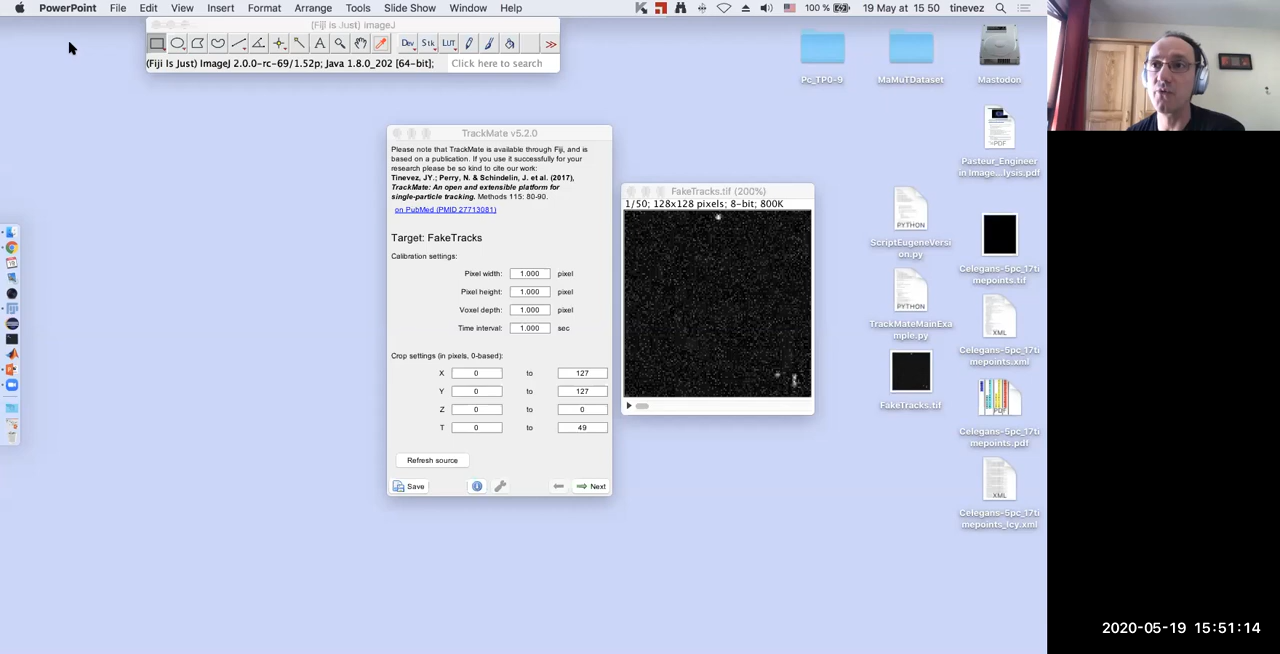 PowerPoint File Edit View Insert Format Arrange Tools Slide Show Window Help 100 % 19 May at 15 50 tinevez
(Fiji Is Just) ImageJ
Dev Stk LUT
(Fiji Is Just) ImageJ 2.0.0-rc-69/1.52p; Java 1.8.0_202 [64-bit]; Click here to search
Pc_TP0-9
MaMuTDataset
Mastodon
TrackMate v5.2.0
Please note that TrackMate is available through Fiji, and is
based on a publication. If you use it successfully for your
research please be so kind to cite our work:
Tinevez, JY.; Perry, N. & Schindelin, J. et al. (2017),
TrackMate: An open and extensible platform for
single-particle tracking. Methods 115: 80-90.
on PubMed (PMID 27713081)
Target: FakeTracks
Calibration settings:
Pixel width: 1.000 pixel
Pixel height: 1.000 pixel
Voxel depth: 1.000 pixel
Time interval: 1.000 sec
Crop settings (in pixels, 0-based):
X 0 to 127
Y 0 to 127
Z 0 to 0
T 0 to 49
Refresh source
Save Next
FakeTracks.tif (200%)
1/50; 128x128 pixels; 8-bit; 800K
PDF
Pasteur_Engineer
in Image...lysis.pdf
PYTHON
ScriptEugeneVersi
on.py
Celegans-5pc_17ti
mepoints.tif
PYTHON
TrackMateMainExa
mple.py
XML
Celegans-5pc_17ti
mepoints.xml
FakeTracks.tif
PDF
Celegans-5pc_17ti
mepoints.pdf
XML
Celegans-5pc_17ti
mepoints_Icy.xml
2020-05-19 15:51:14